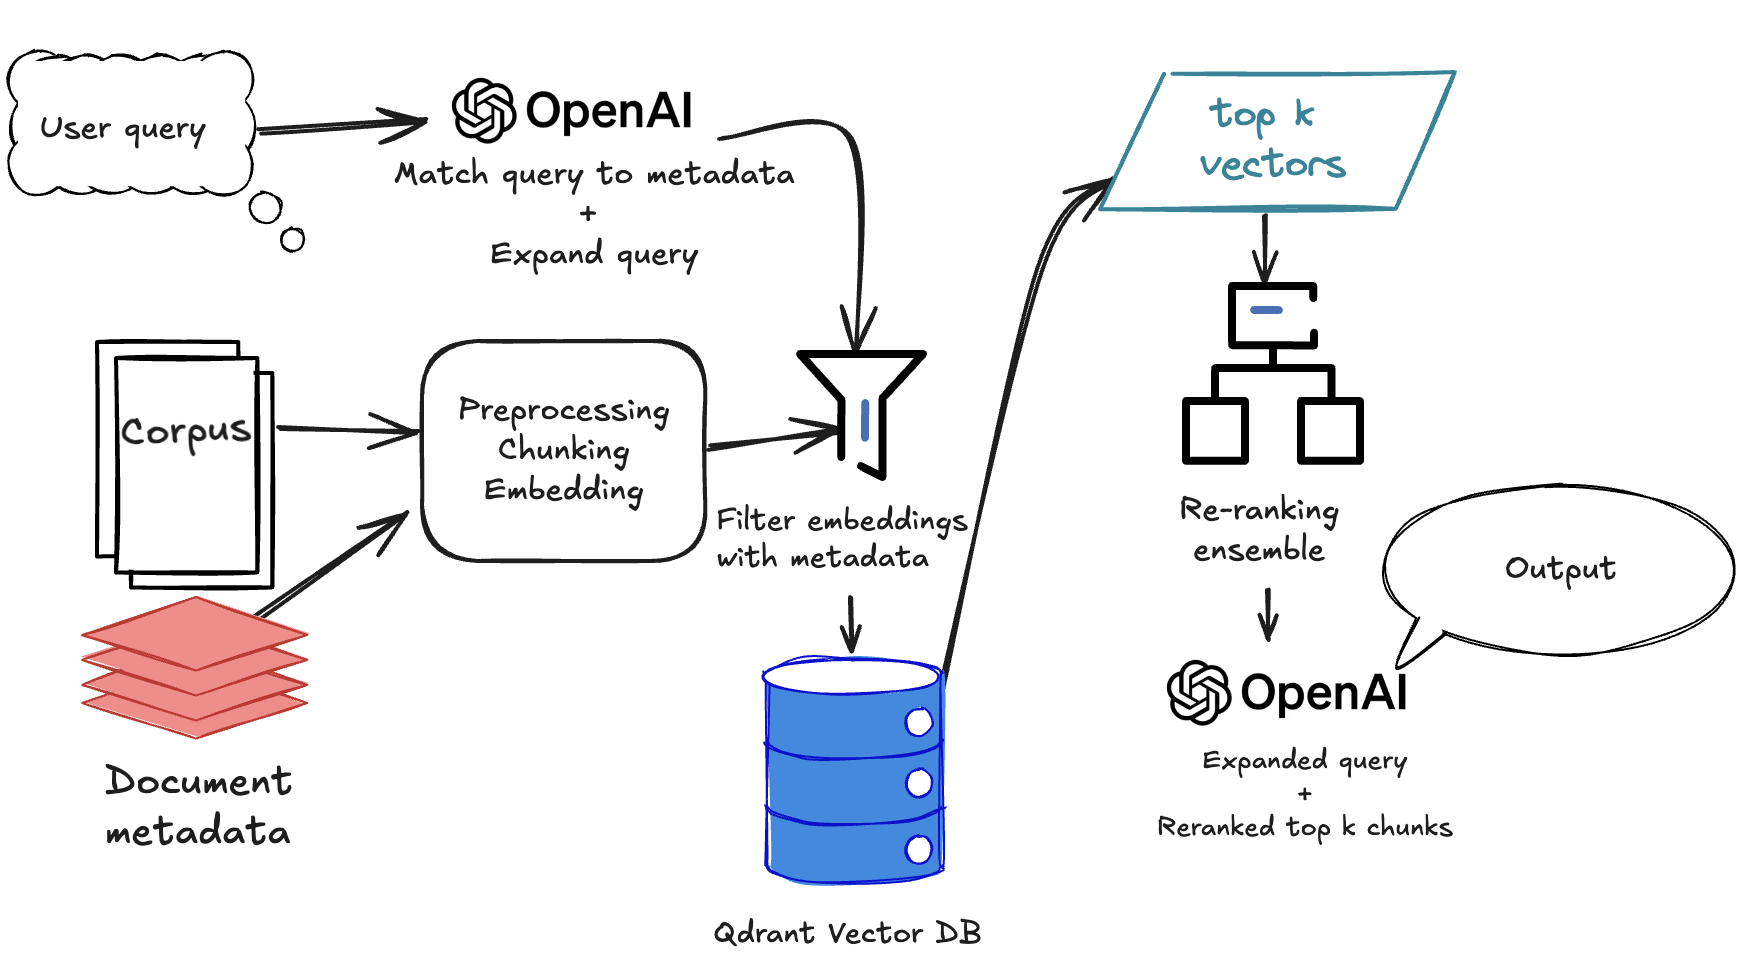 User query
OpenAI
Match query to metadata
+
Expand query
Corpus
Preprocessing
Chunking
Embedding
Document
metadata
Filter embeddings
with metadata
Qdrant Vector DB
top k
vectors
Re-ranking
ensemble
Output
OpenAI
Expanded query
+
Reranked top k chunks